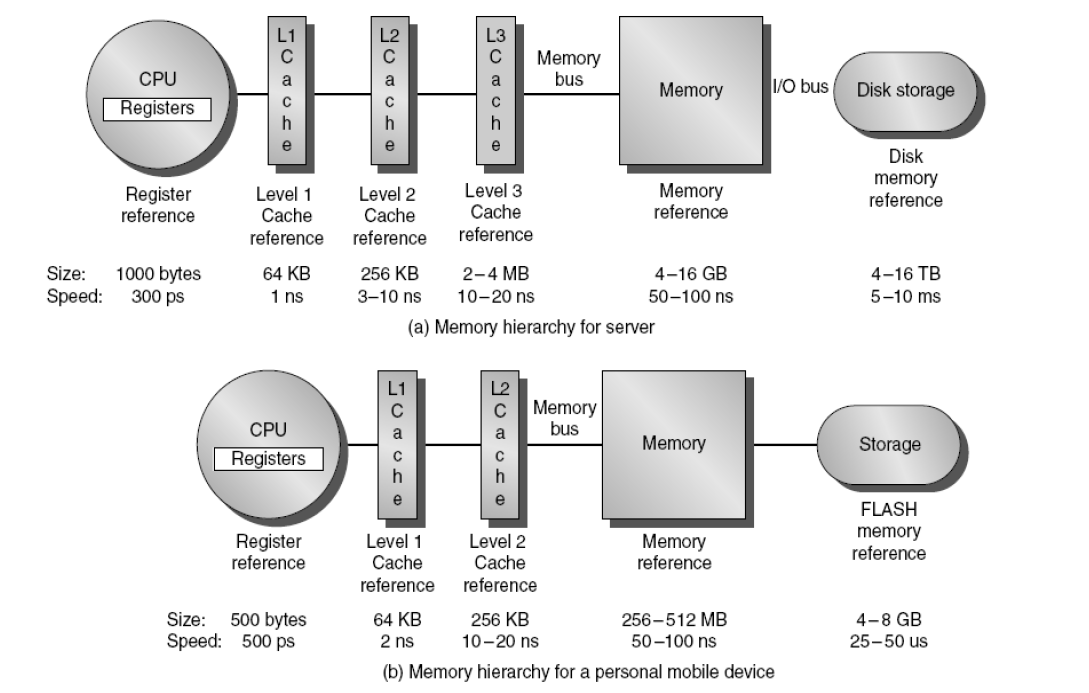 CPU
Registers
L1
C
a
c
h
e
L2
C
a
c
h
e
L3
C
a
c
h
e
Memory
bus
Memory
I/O bus
Disk storage
Register
reference
Level 1
Cache
reference
Level 2
Cache
reference
Level 3
Cache
reference
Memory
reference
Disk
memory
reference
Size: 1000 bytes 64 KB 256 KB 2–4 MB 4–16 GB 4–16 TB
Speed: 300 ps 1 ns 3–10 ns 10–20 ns 50–100 ns 5–10 ms
(a) Memory hierarchy for server
CPU
Registers
L1
C
a
c
h
e
L2
C
a
c
h
e
Memory
bus
Memory
Storage
Register
reference
Level 1
Cache
reference
Level 2
Cache
reference
Memory
reference
FLASH
memory
reference
Size: 500 bytes 64 KB 256 KB 256–512 MB 4–8 GB
Speed: 500 ps 2 ns 10–20 ns 50–100 ns 25–50 us
(b) Memory hierarchy for a personal mobile device